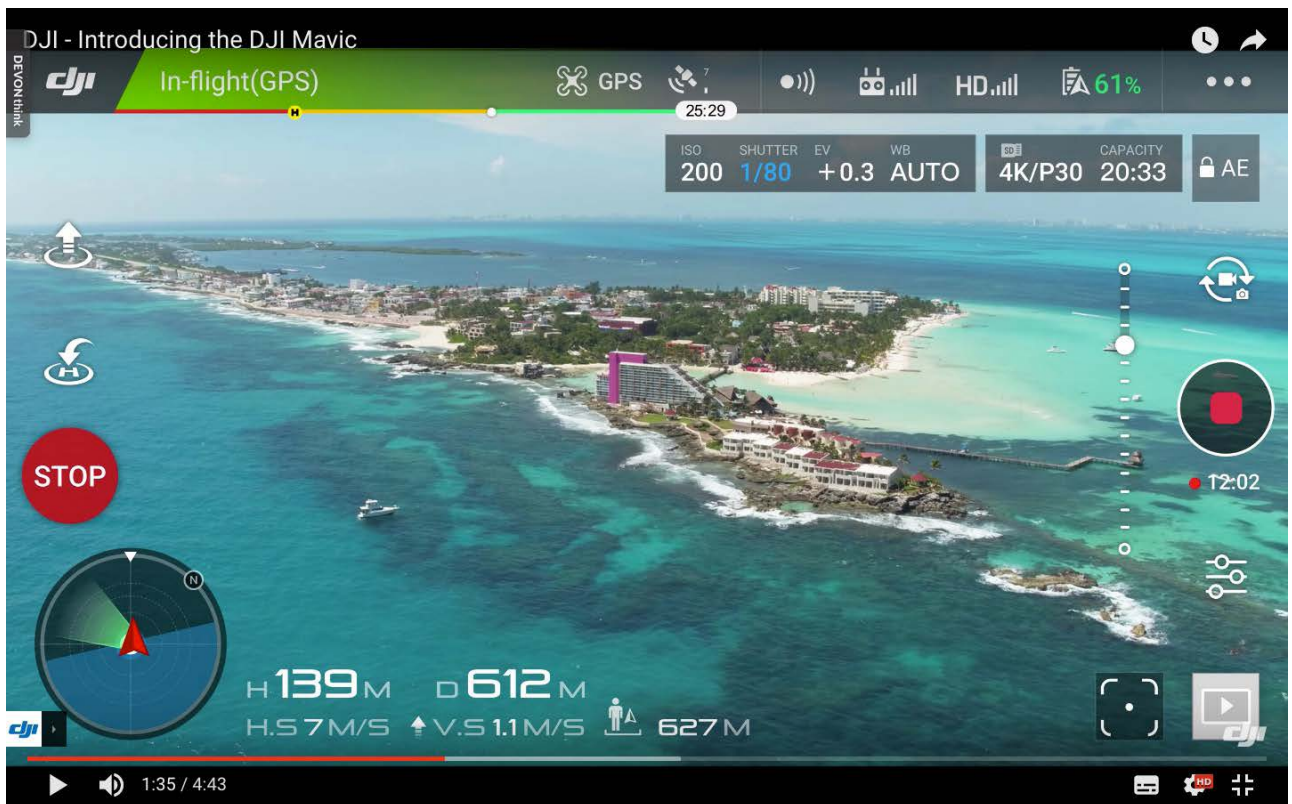 DJI - Introducing the DJI Mavic
DEVONthink
dji In-flight(GPS) GPS 7 HD 61%
H 25:29
ISO SHUTTER EV WB SD CAPACITY
200 1/80 +0.3 AUTO 4K/P30 20:33 AE
H
STOP
12:02
N
H 139 M D 612 M
H.S 7 M/S V.S 1.1 M/S 627 M
dji dji
1:35 / 4:43 HD